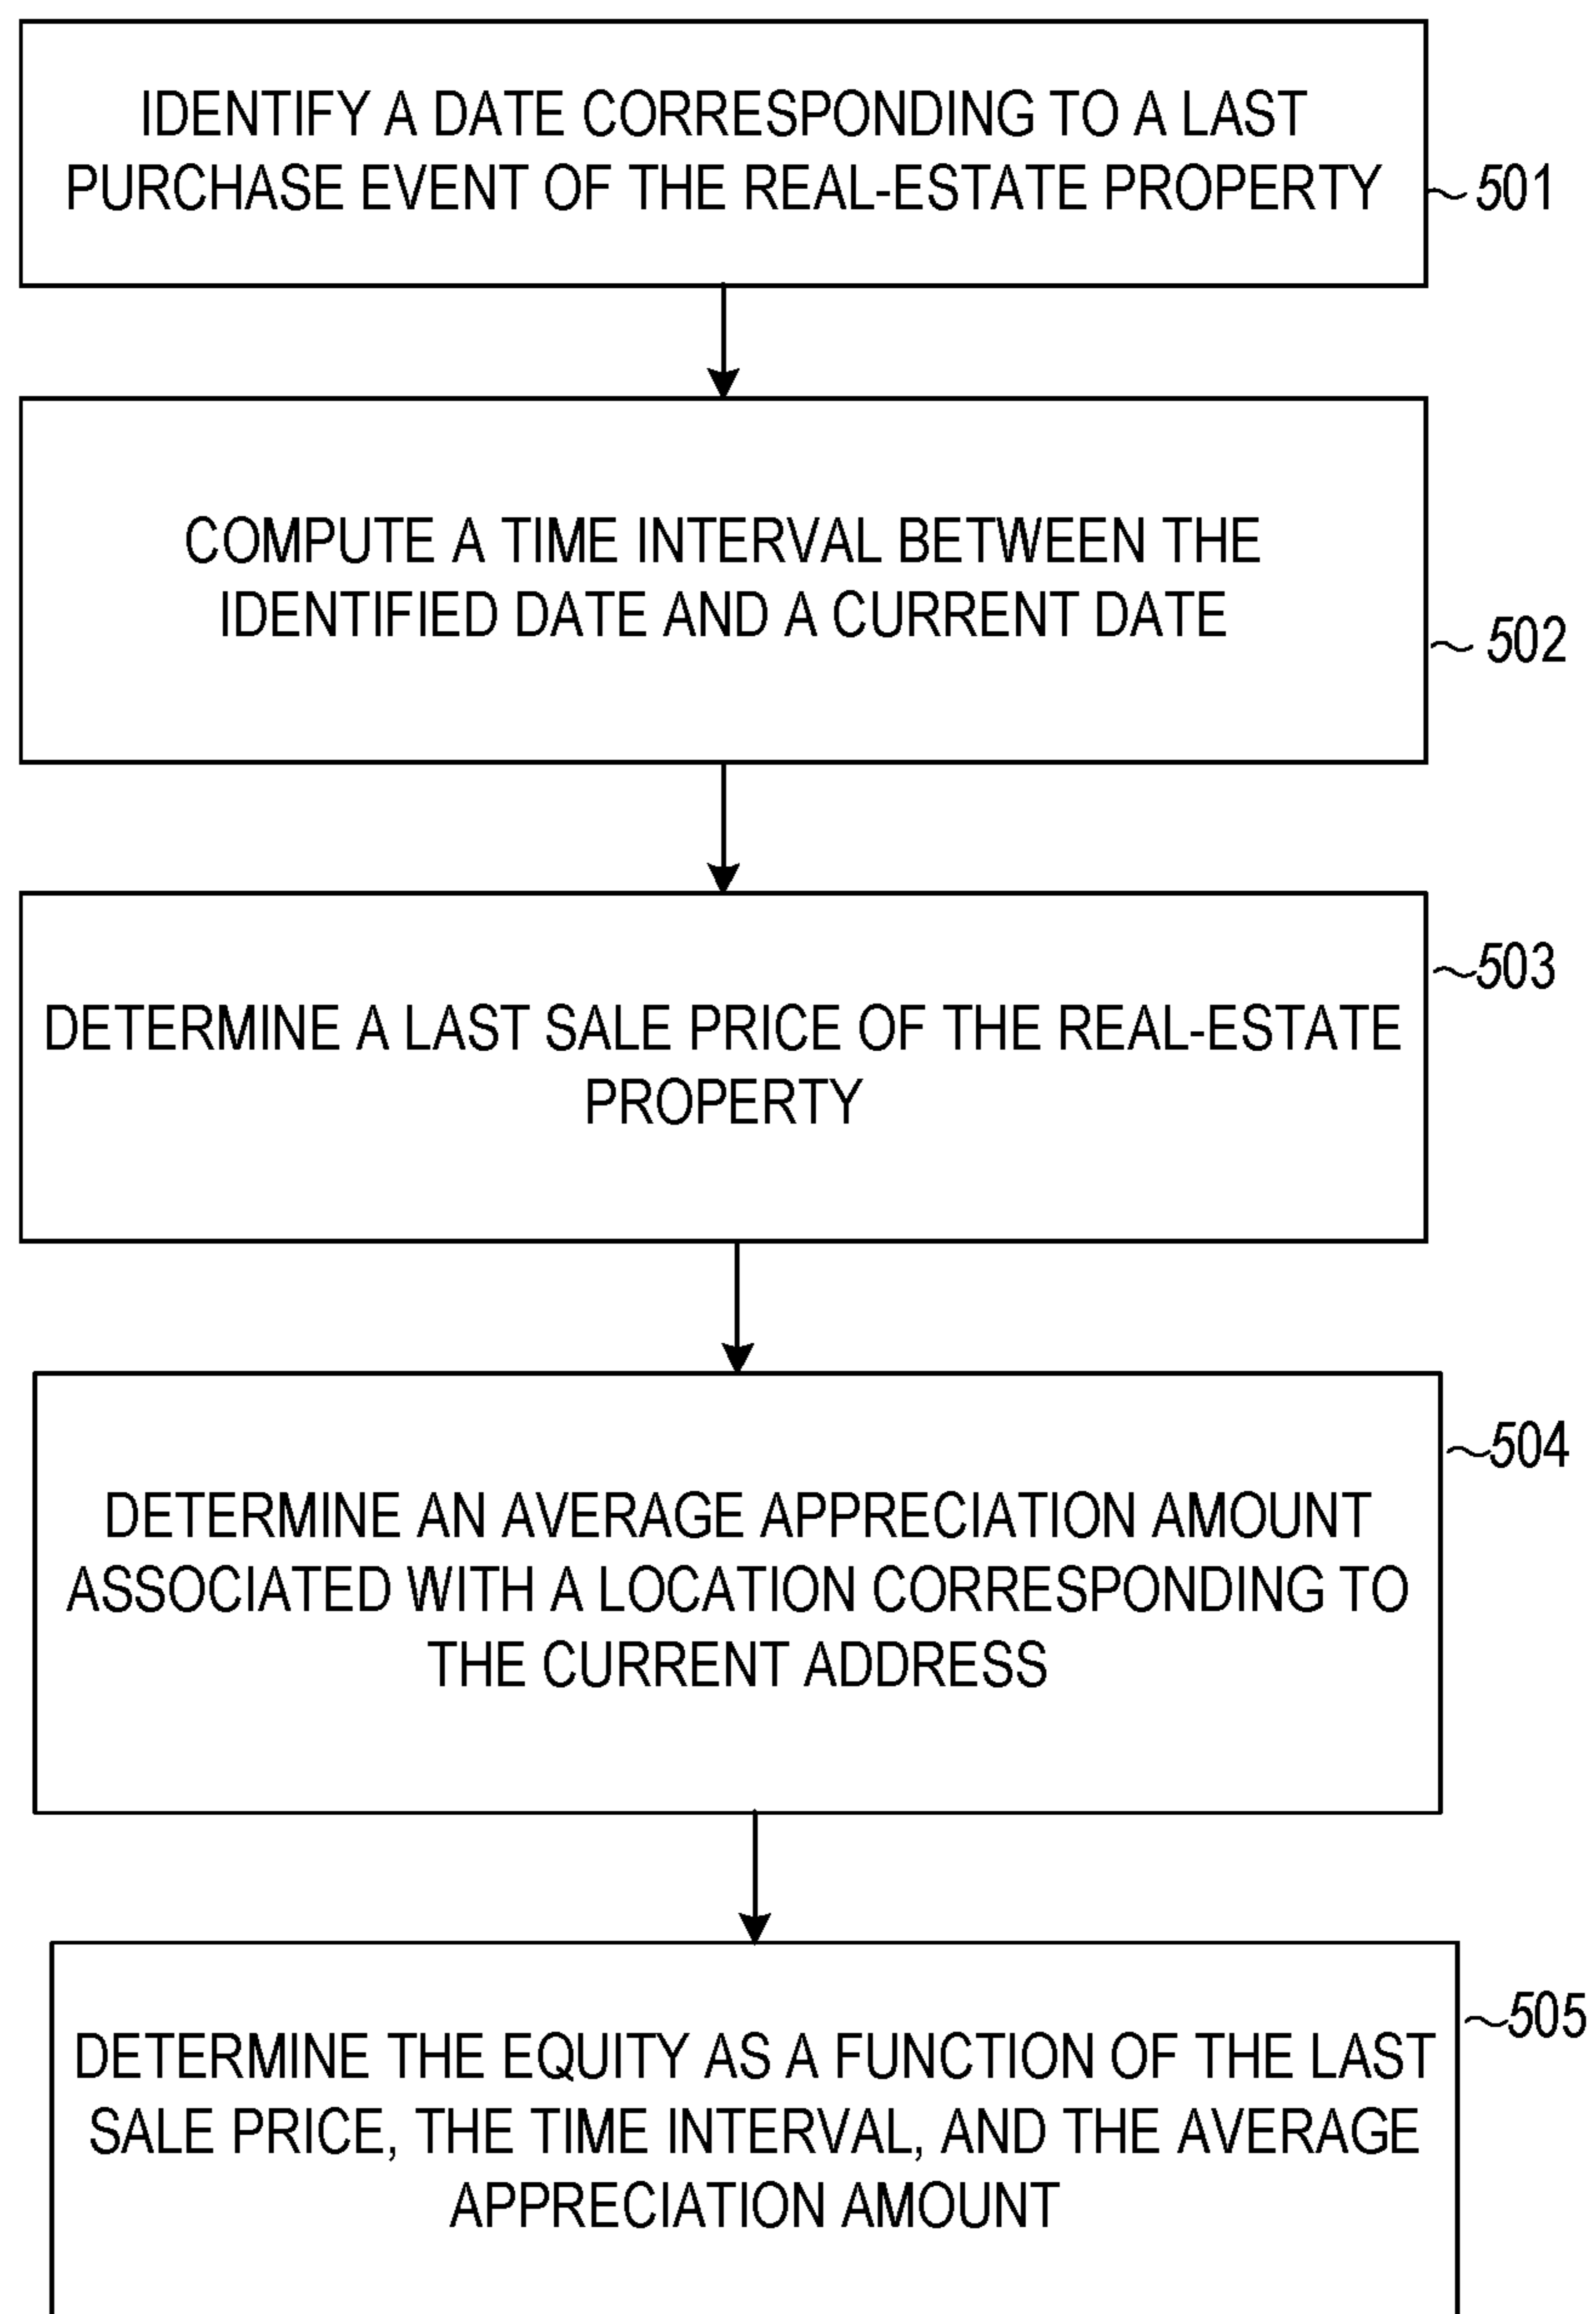 IDENTIFY A DATE CORRESPONDING TO A LAST
PURCHASE EVENT OF THE REAL-ESTATE PROPERTY
501
COMPUTE A TIME INTERVAL BETWEEN THE
IDENTIFIED DATE AND A CURRENT DATE
502
503
DETERMINE A LAST SALE PRICE OF THE REAL-ESTATE
PROPERTY
504
DETERMINE AN AVERAGE APPRECIATION AMOUNT
ASSOCIATED WITH A LOCATION CORRESPONDING TO
THE CURRENT ADDRESS
505
DETERMINE THE EQUITY AS A FUNCTION OF THE LAST
SALE PRICE, THE TIME INTERVAL, AND THE AVERAGE
APPRECIATION AMOUNT